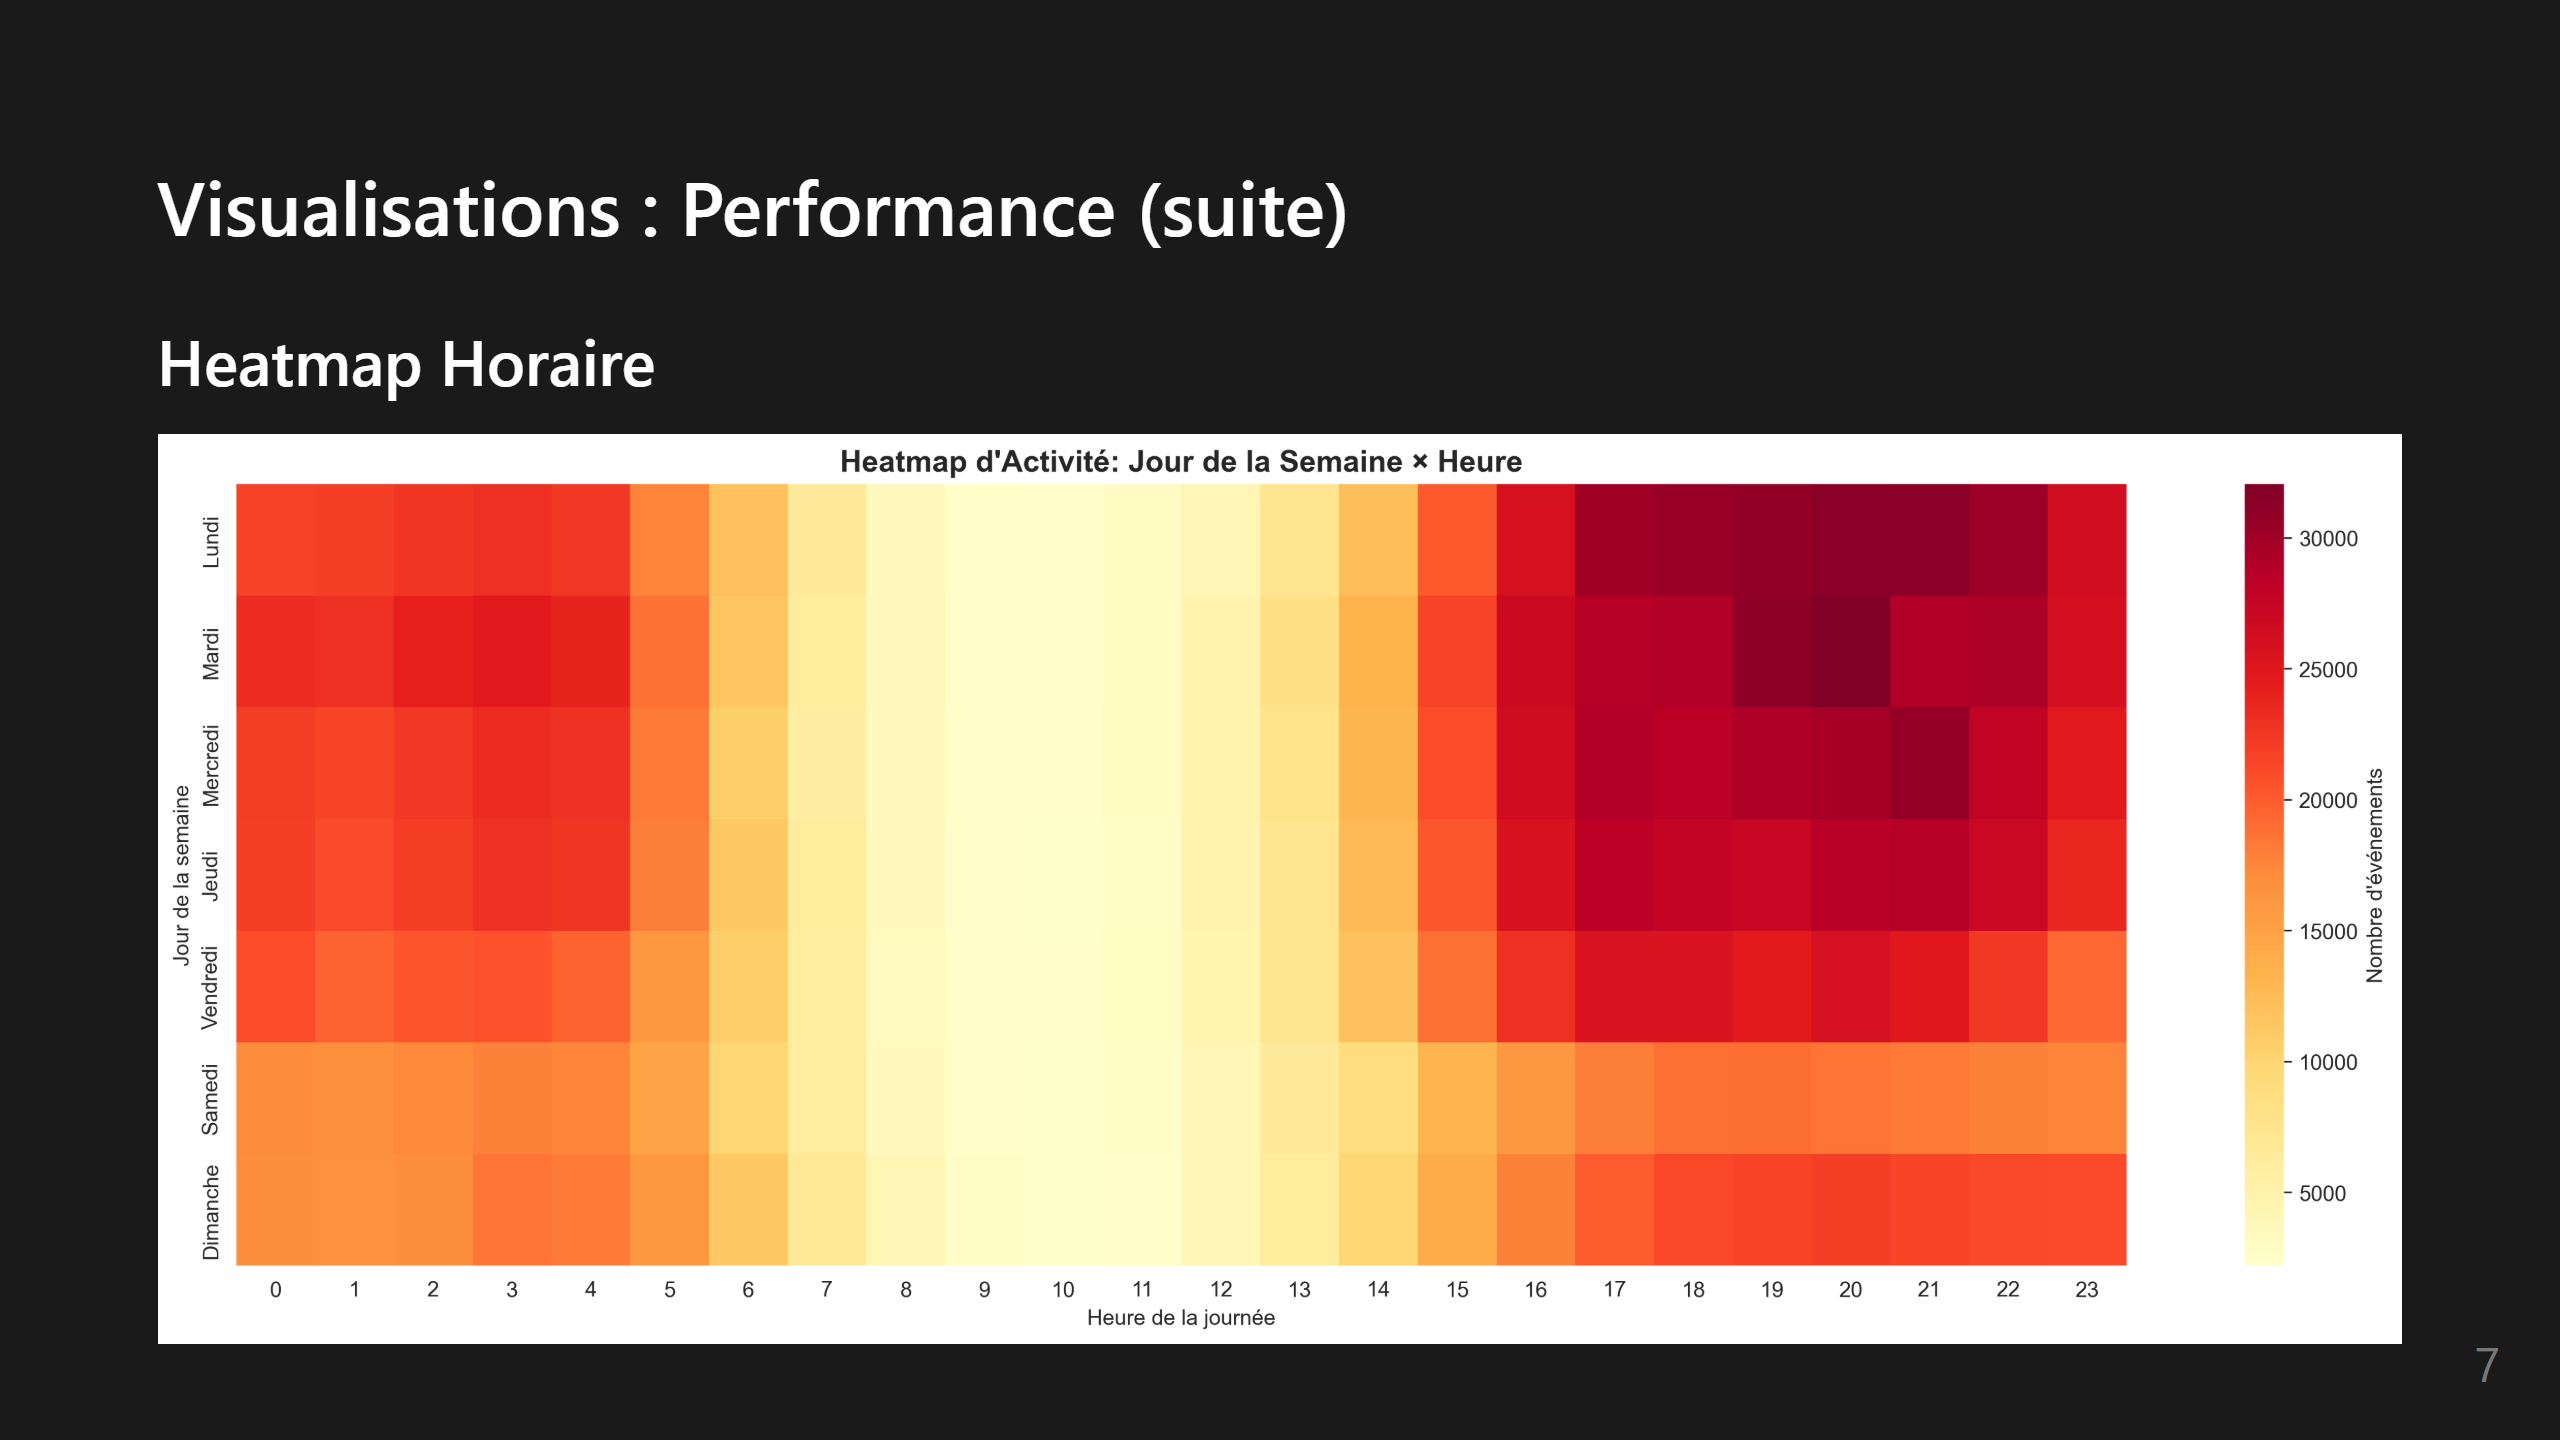 Visualisations : Performance (suite)
Heatmap Horaire
Heatmap d'Activité: Jour de la Semaine × Heure
Jour de la semaine
Lundi
Mardi
Mercredi
Jeudi
Vendredi
Samedi
Dimanche
0 1 2 3 4 5 6 7 8 9 10 11 12 13 14 15 16 17 18 19 20 21 22 23
Heure de la journée
30000
25000
20000
15000
10000
5000
Nombre d'événements
7